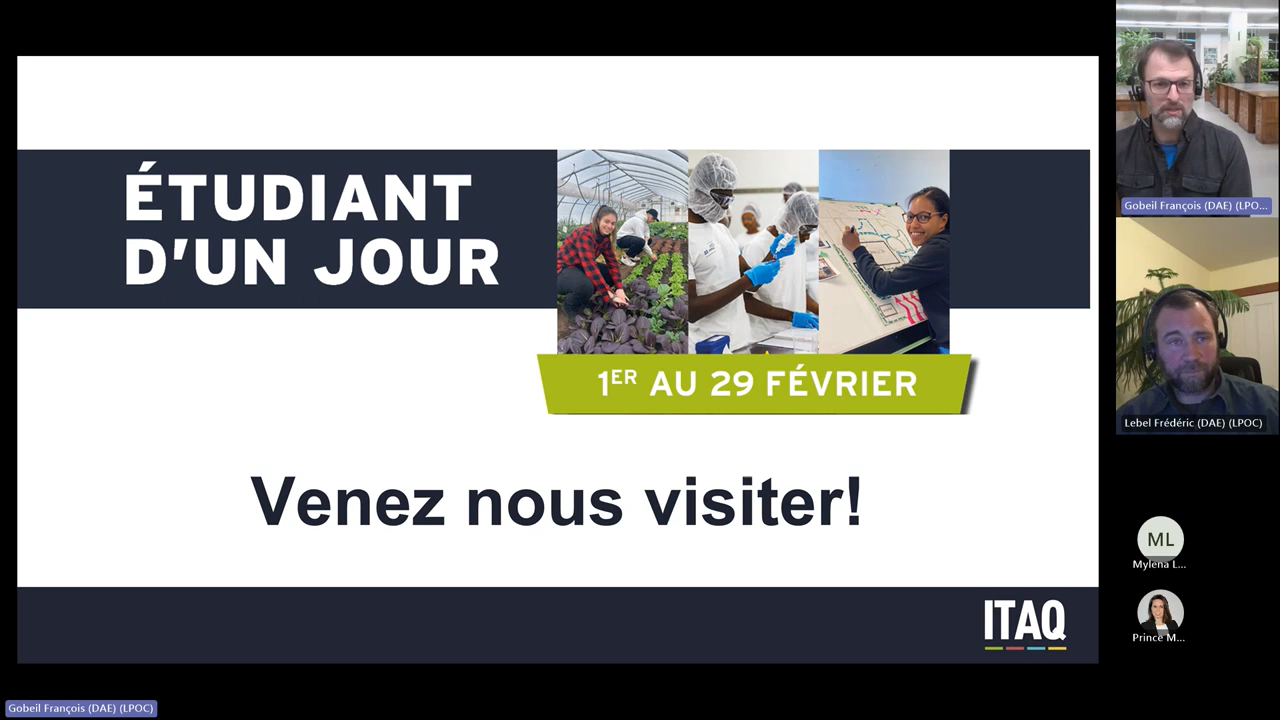 ÉTUDIANT
D'UN JOUR
1ER AU 29 FÉVRIER
Venez nous visiter!
ITAQ
Gobeil François (DAE) (LPO...
Lebel Frédéric (DAE) (LPOC)
ML
Mylena L...
Prince M...
Gobeil François (DAE) (LPOC)